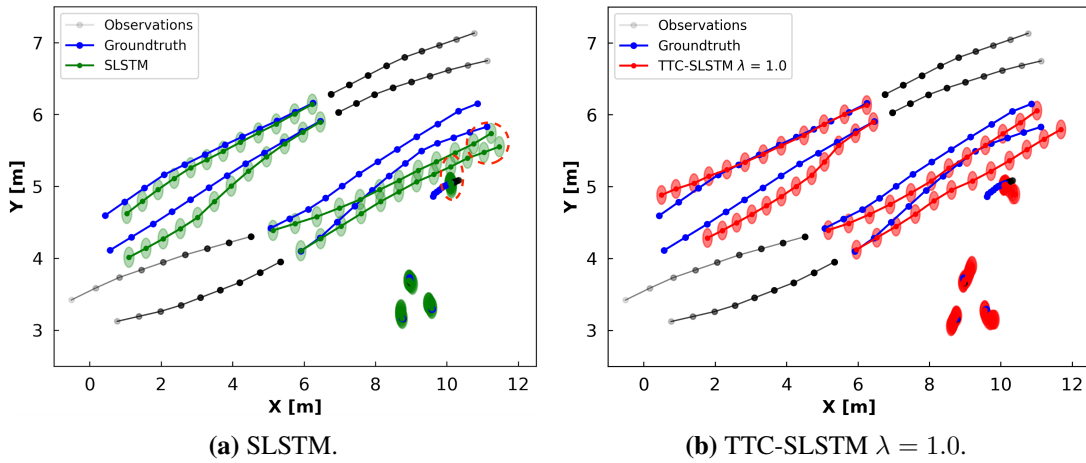 Observations
Groundtruth
SLSTM
7
6
5
4
3
Y [m]
0 2 4 6 8 10 12
X [m]
(a) SLSTM.
Observations
Groundtruth
TTC-SLSTM λ = 1.0
7
6
5
4
3
Y [m]
0 2 4 6 8 10 12
X [m]
(b) TTC-SLSTM λ = 1.0.